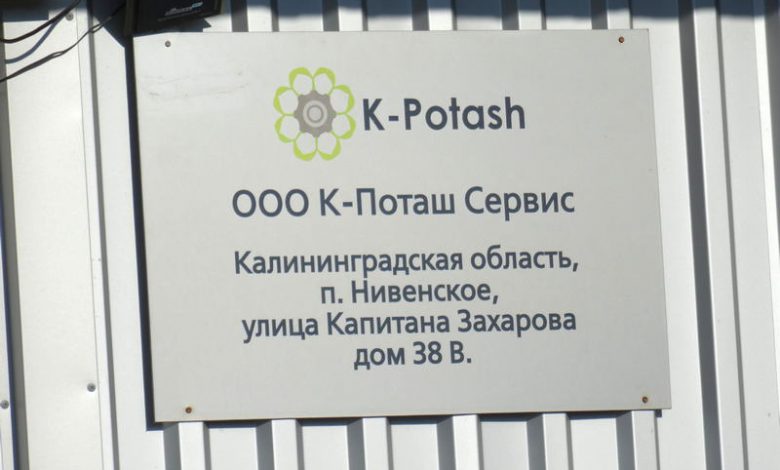 K-Potash
ООО К-Поташ Сервис
Калининградская область,
п. Нивенское,
улица Капитана Захарова
дом 38 В.